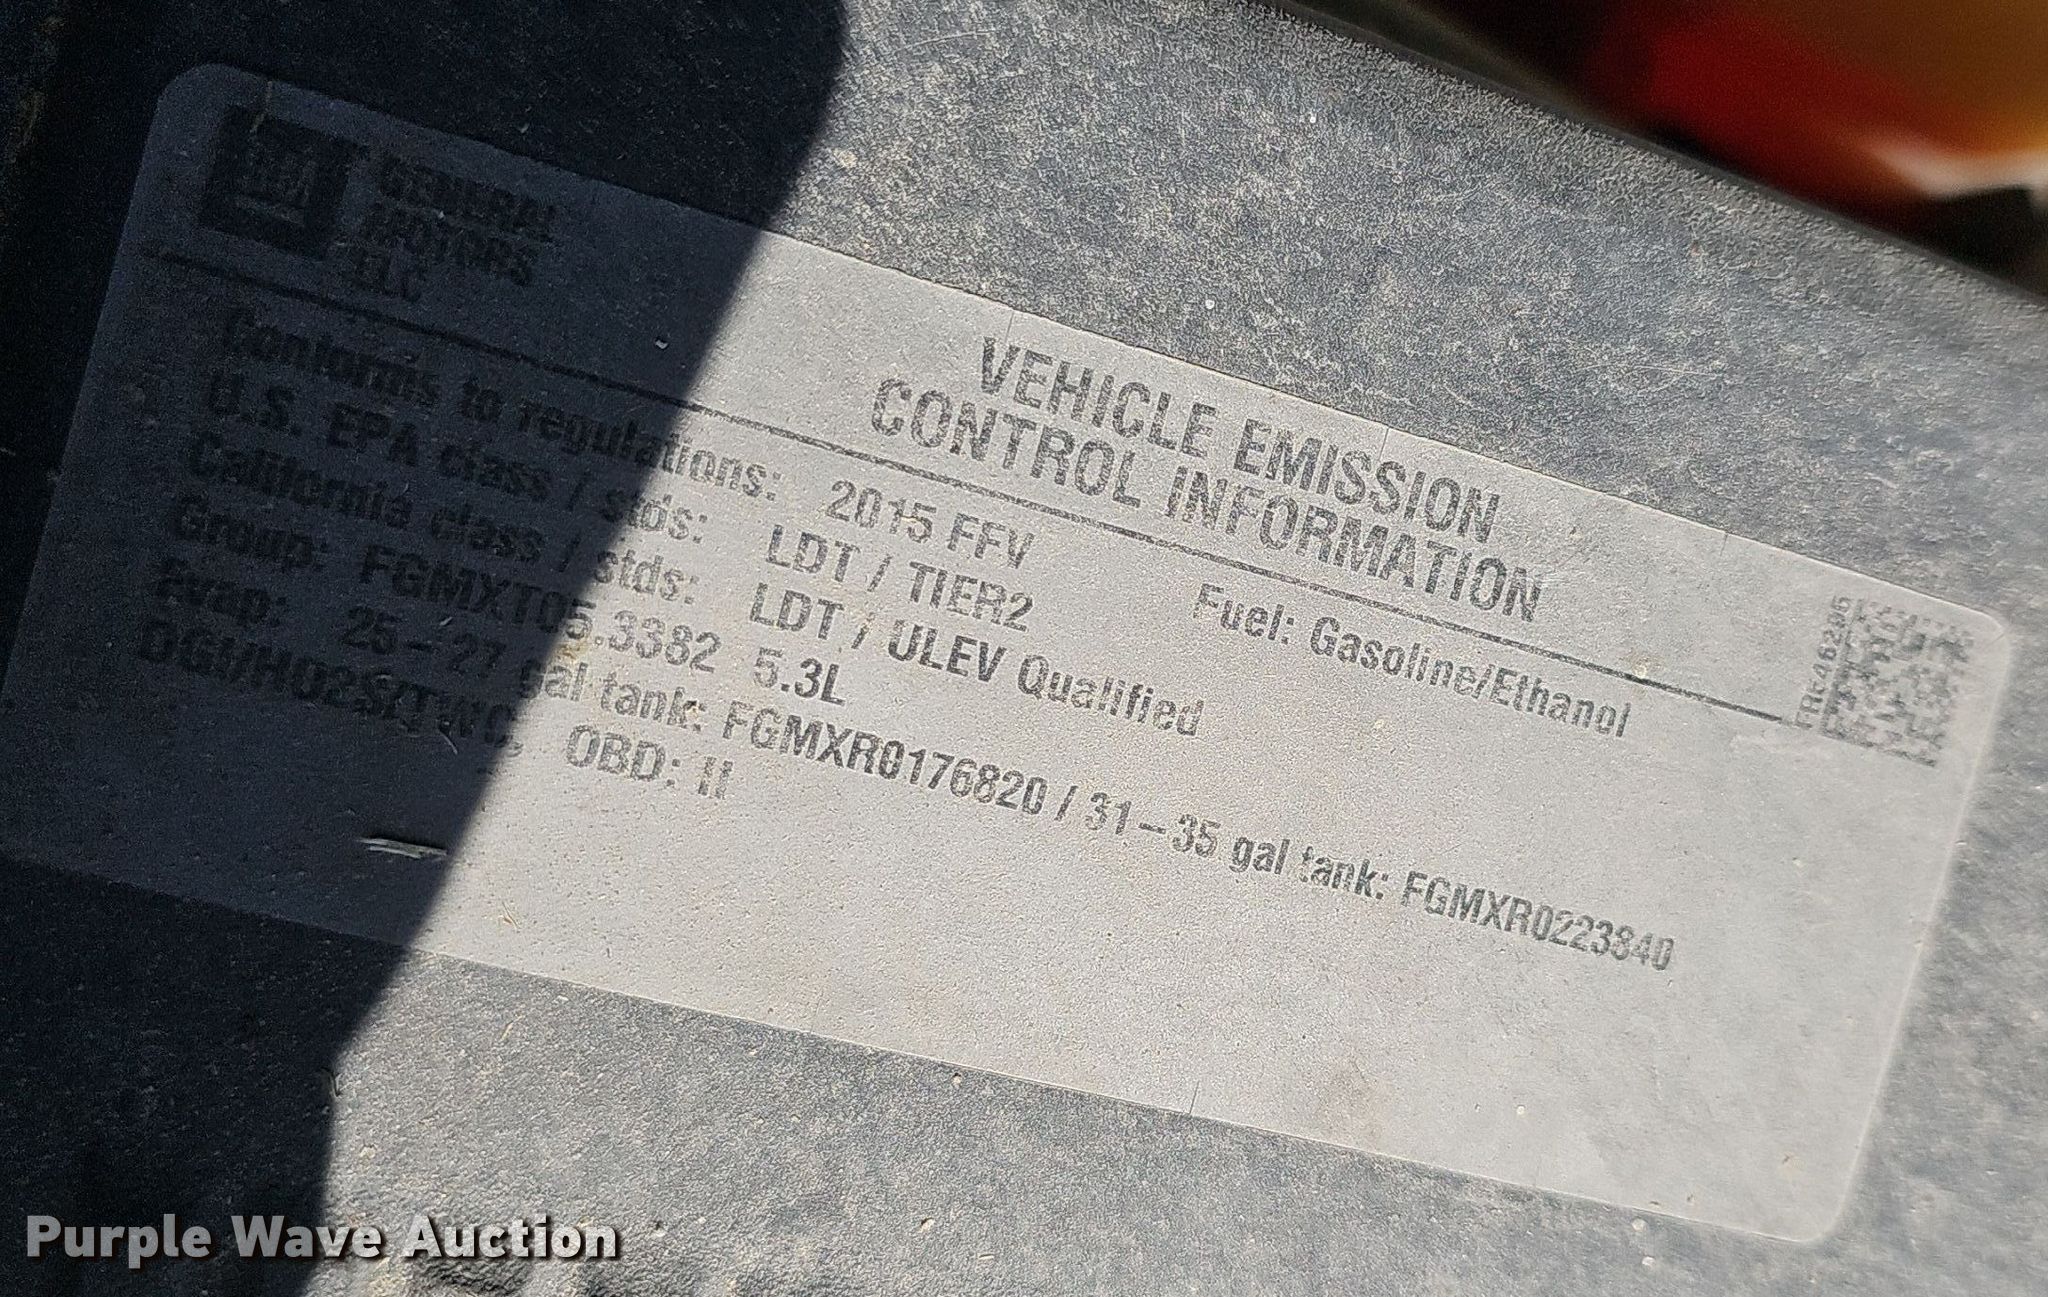 GM
GENERAL
MOTORS
LLC
VEHICLE EMISSION
CONTROL INFORMATION
Conforms to regulations: 2015 FFV Fuel: Gasoline/Ethanol
U.S. EPA class / stds: LDT / TIER2
California class / stds: LDT / ULEV Qualified
Group: FGMXT05.3382 5.3L
Evap: 25-27 gal tank: FGMXR0176820 / 31-35 gal tank: FGMXR0223840
DGI/HO2S/TWC OBD: II
Purple Wave Auction